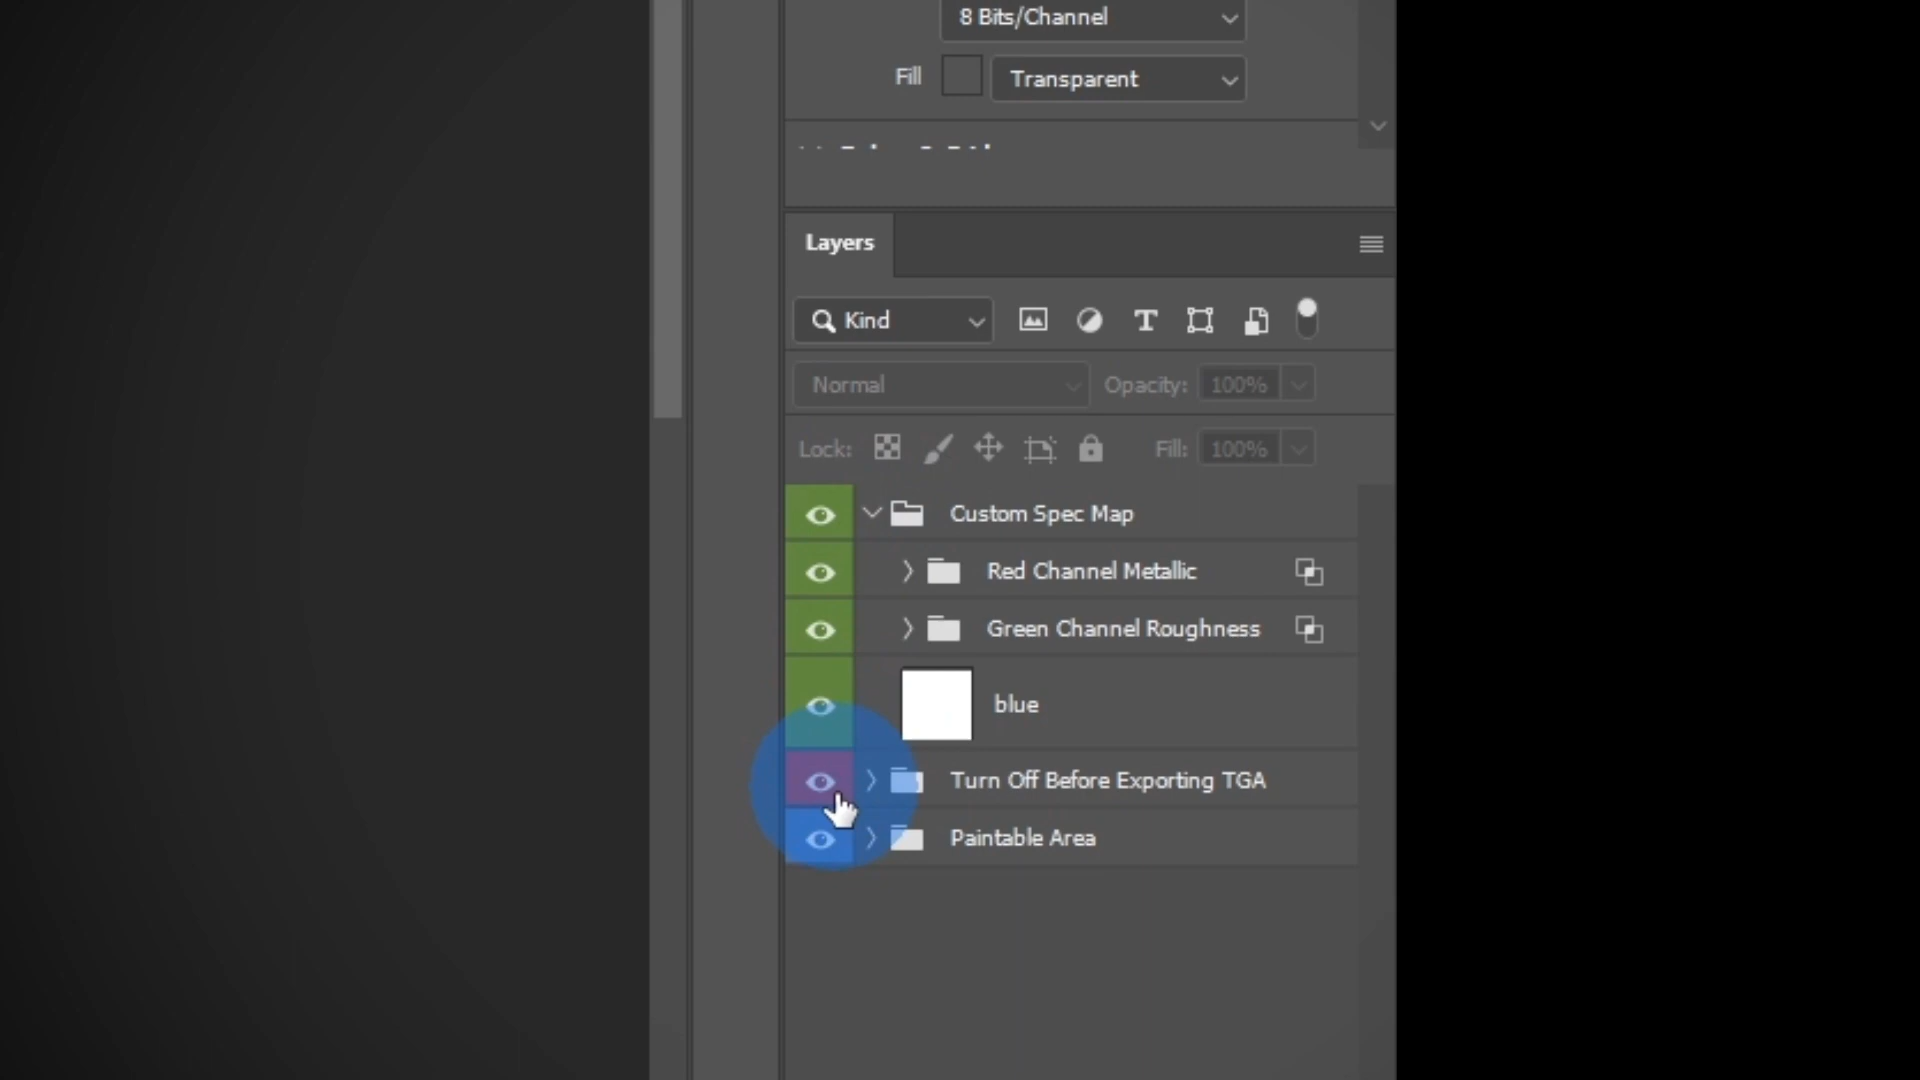 8 Bits/Channel
Fill
Transparent
Layers
Kind
Normal
Opacity: 100%
Lock:
Fill: 100%
Custom Spec Map
Red Channel Metallic
Green Channel Roughness
blue
Turn Off Before Exporting TGA
Paintable Area